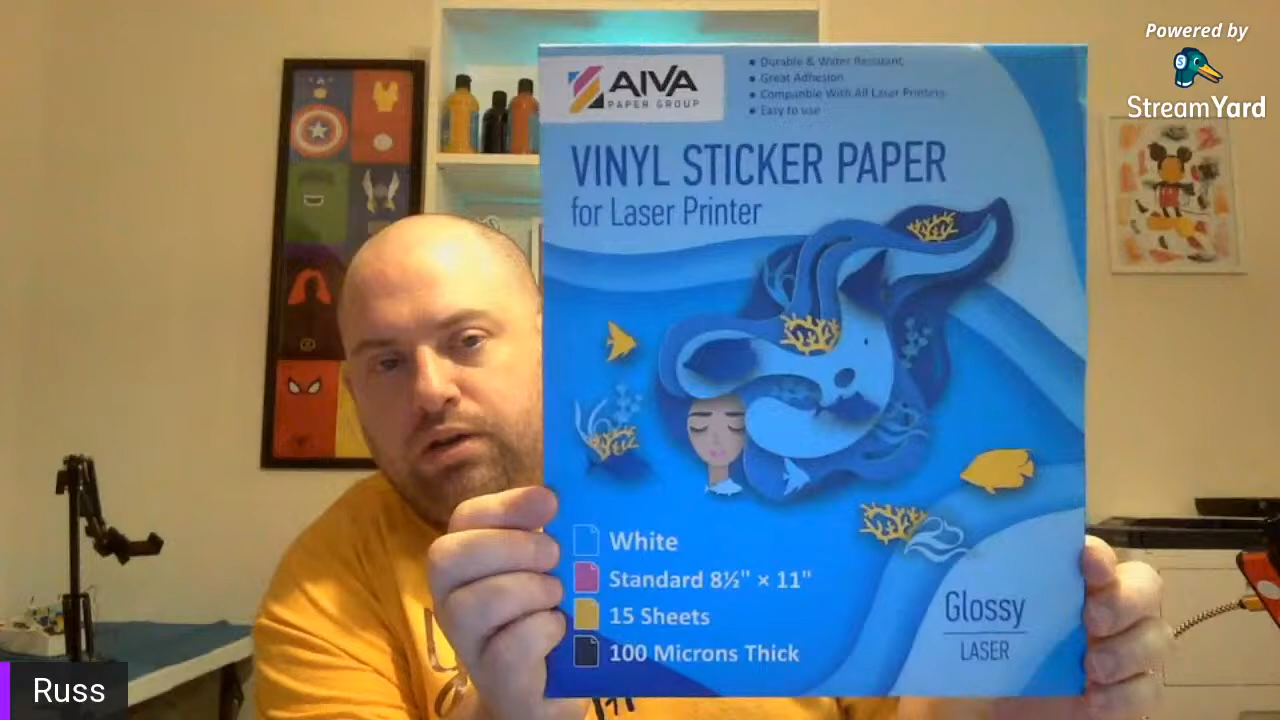 Powered by
StreamYard
AIVA
PAPER GROUP
• Durable & Water Resistant,
• Great Adhesion
• Compatible With All Laser Printers
• Easy to use
VINYL STICKER PAPER
for Laser Printer
White
Standard 8½" × 11"
15 Sheets
100 Microns Thick
Glossy
LASER
Russ